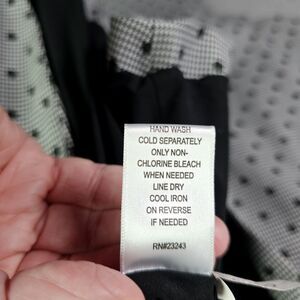 HAND WASH
COLD SEPARATELY
ONLY NON-
CHLORINE BLEACH
WHEN NEEDED
LINE DRY
COOL IRON
ON REVERSE
IF NEEDED
RN#23243